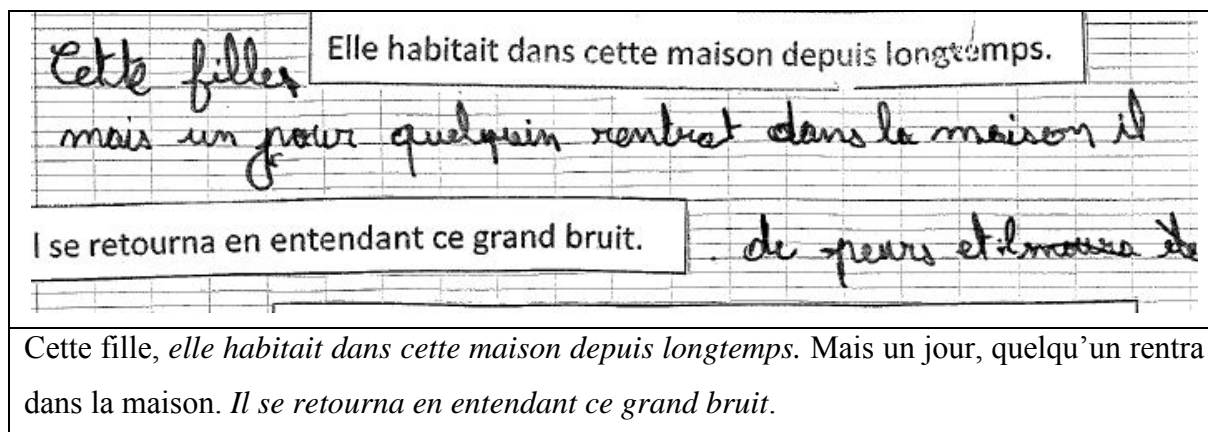 Elle habitait dans cette maison depuis longtemps.
Cette filles
mais un jour quelquin rentrat dans la maison il
l se retourna en entendant ce grand bruit. de peurs et il moura de
Cette fille, elle habitait dans cette maison depuis longtemps. Mais un jour, quelqu’un rentra
dans la maison. Il se retourna en entendant ce grand bruit.